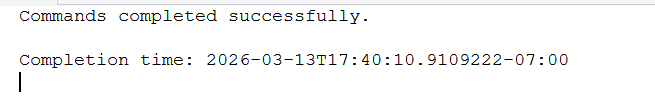 Commands completed successfully.
Completion time: 2026-03-13T17:40:10.9109222-07:00